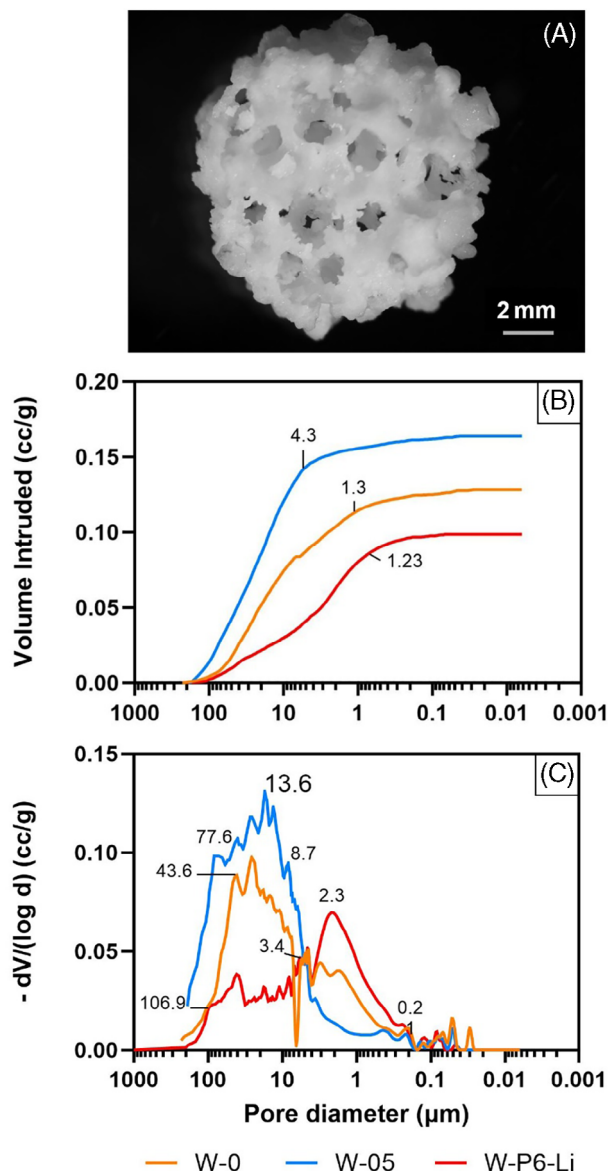 (A)
2 mm
(B)
Volume Intruded (cc/g)
0.20
0.15
0.10
0.05
0.00
4.3
1.3
1.23
1000 100 10 1 0.1 0.01 0.001
(C)
- dV/(log d) (cc/g)
0.15
0.10
0.05
0.00
13.6
77.6
8.7
43.6
2.3
3.4
106.9
0.2
1000 100 10 1 0.1 0.01 0.001
Pore diameter (μm)
W-0 W-05 W-P6-Li